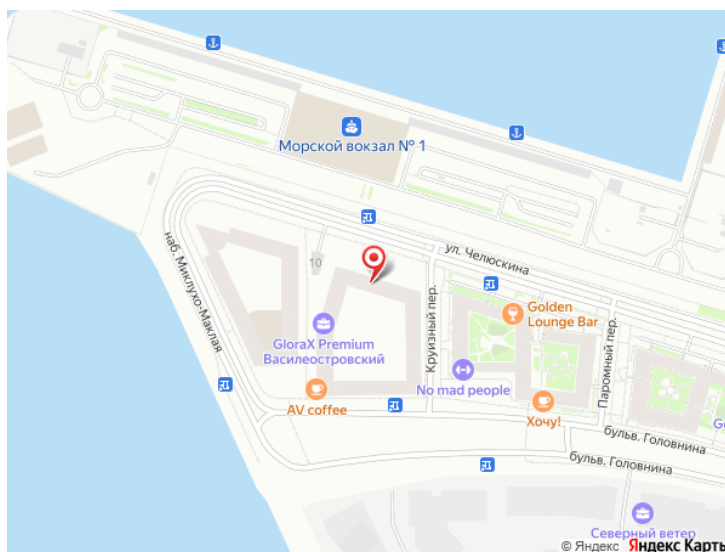 Морской вокзал № 1
ул. Челюскина
наб. Миклухо-Маклая
10
Круизный пер.
Golden
Lounge Bar
Паромный пер.
GloraX Premium
Василеостровский
No mad people
AV coffee
Хочу!
бульв. Головнина
бульв. Головнина
Северный ветер
© Яндекс Яндекс Карты